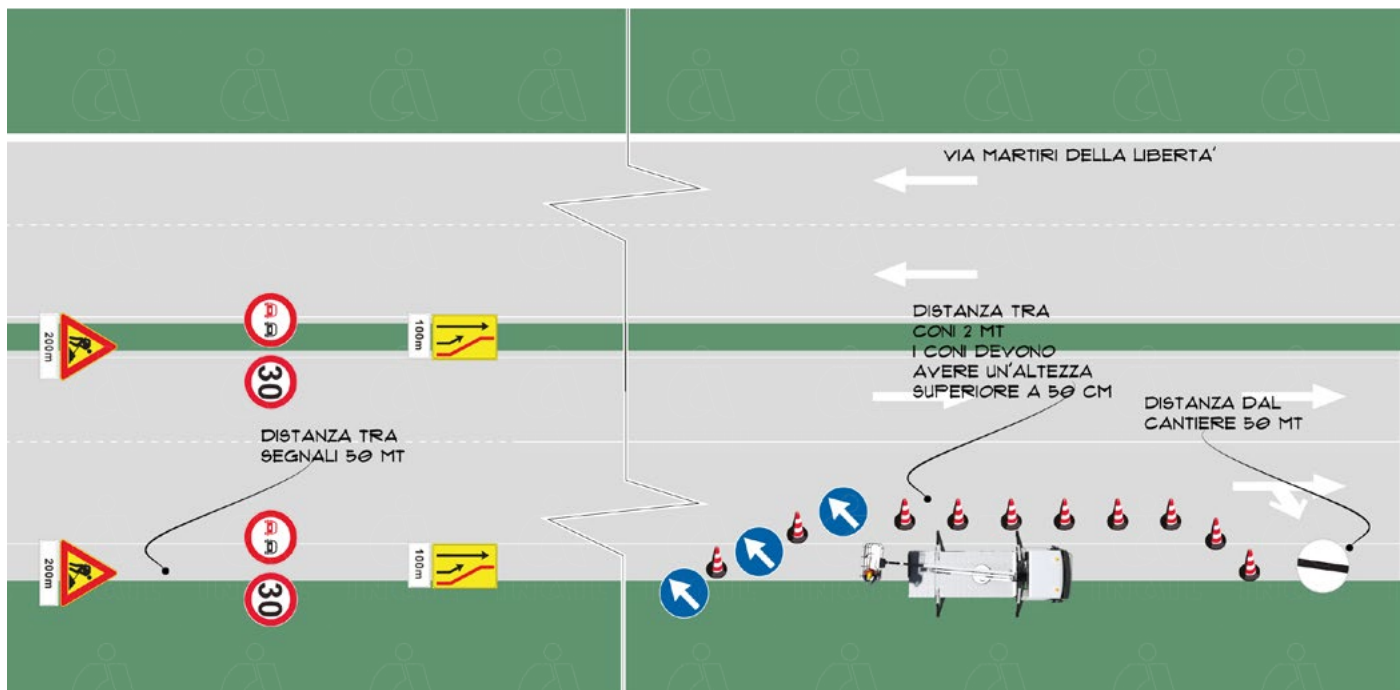 VIA MARTIRI DELLA LIBERTA'
DISTANZA TRA
CONI 2 MT
I CONI DEVONO
AVERE UN'ALTEZZA
SUPERIORE A 50 CM
DISTANZA DAL
CANTIERE 50 MT
200m
30
100m
DISTANZA TRA
SEGNALI 50 MT
200m
30
100m